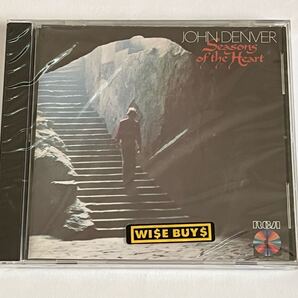 JOHN DENVER
Seasons
of the Heart
WI$E BUY$
RCA